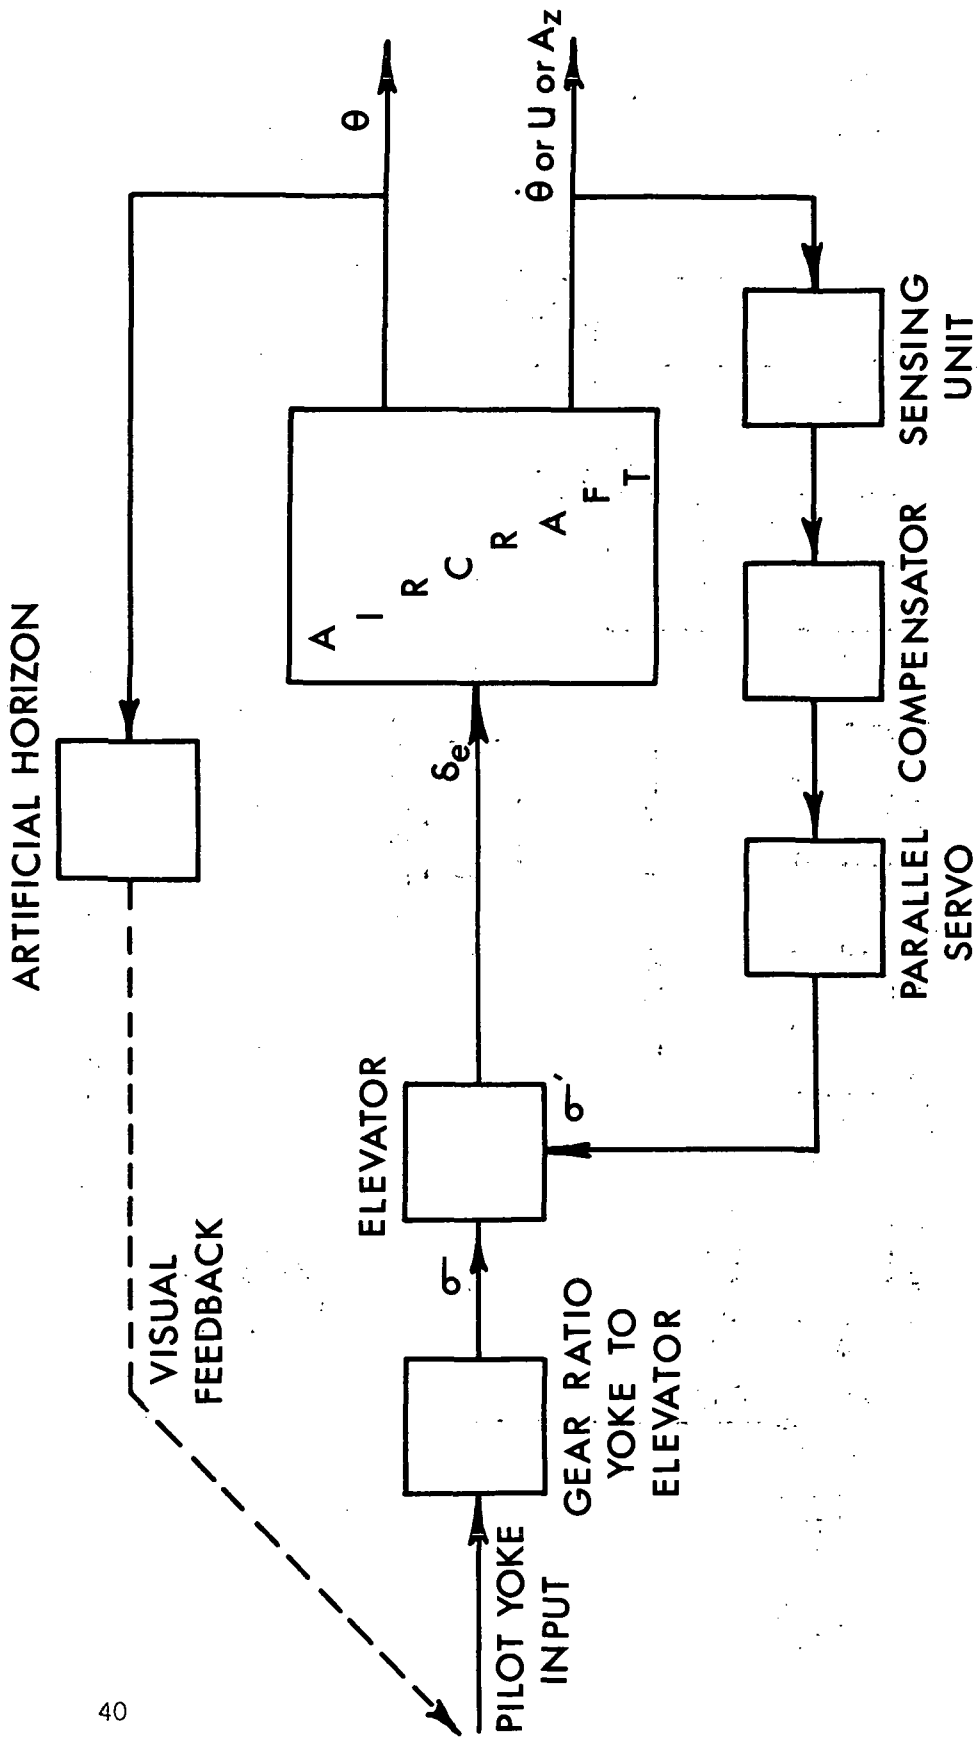 ARTIFICIAL HORIZON
VISUAL
FEEDBACK
θ
θ̇ or U or Az
A
I
R
C
R
A
F
T
δe
ELEVATOR
σ
σ'
GEAR RATIO
YOKE TO
ELEVATOR
PILOT YOKE
INPUT
PARALLEL
SERVO
COMPENSATOR
SENSING
UNIT
40